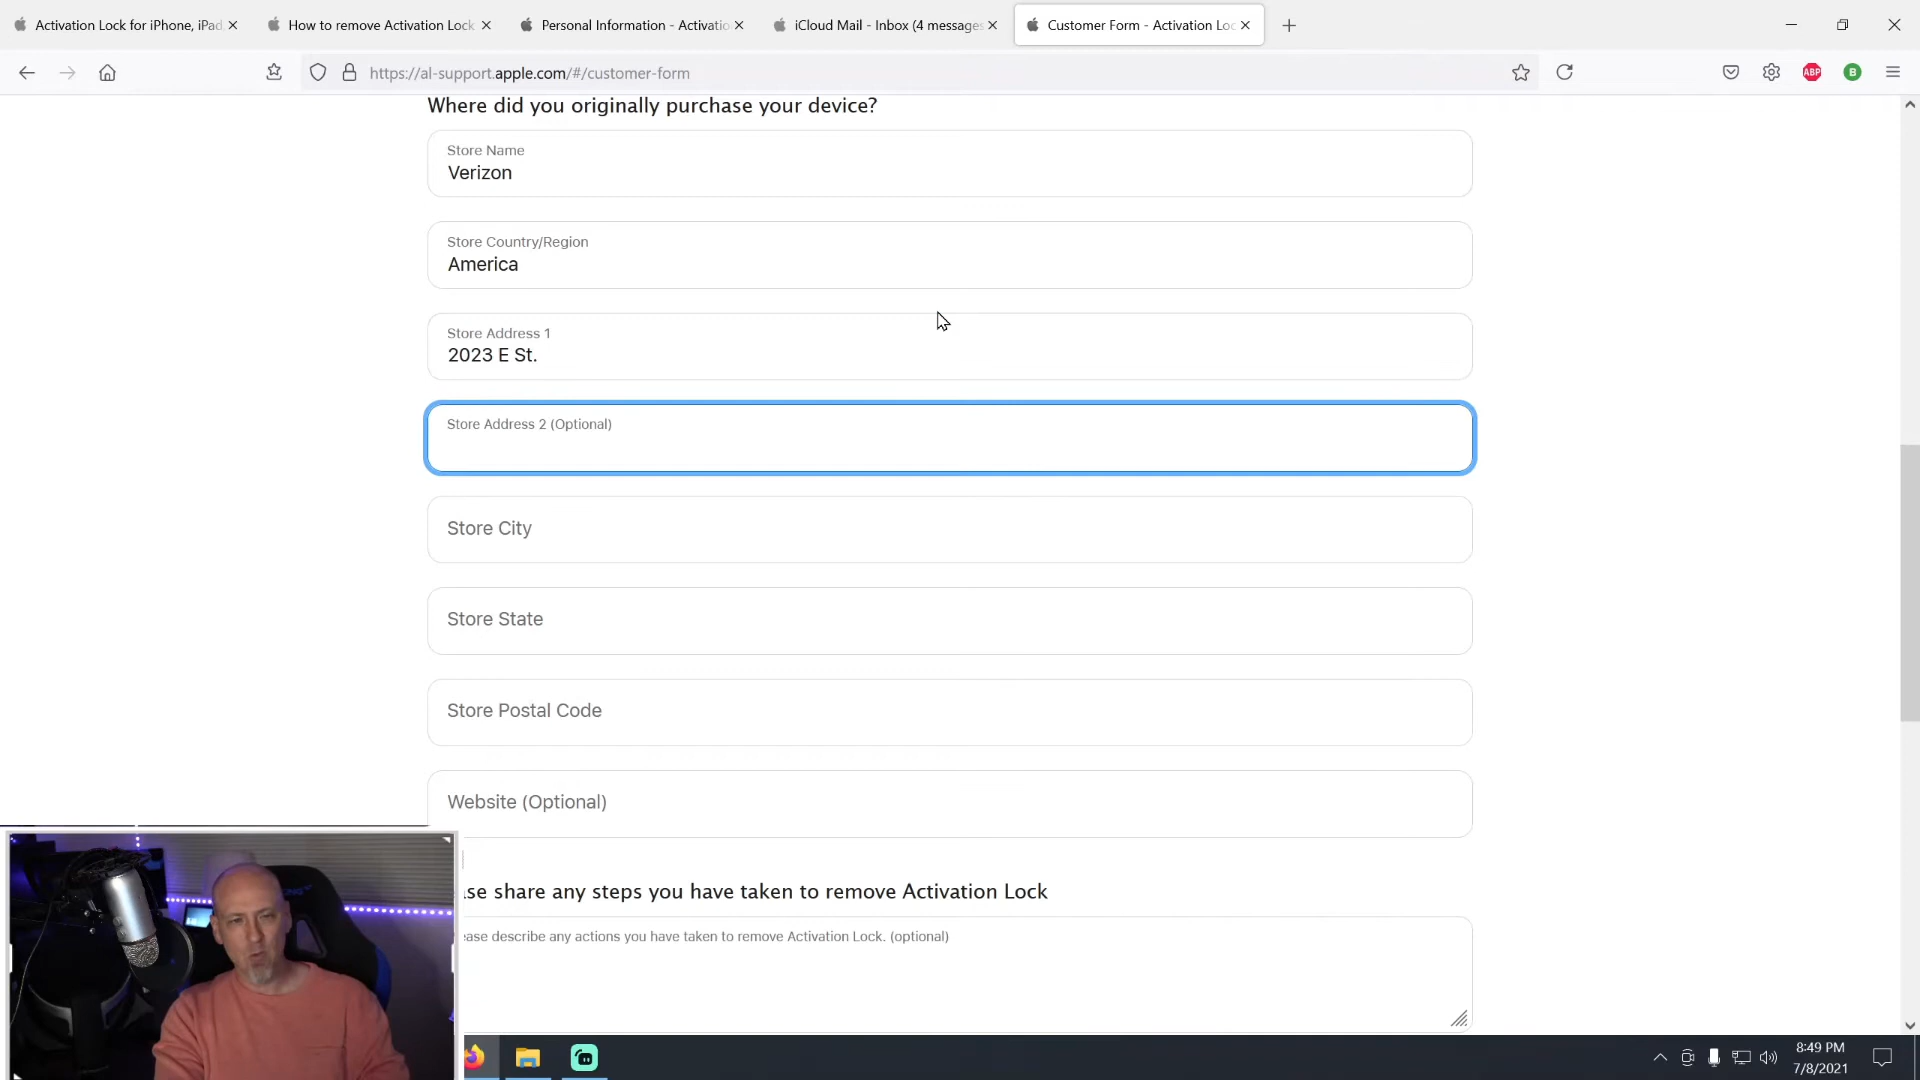 Activation Lock for iPhone, iPad
How to remove Activation Lock
Personal Information - Activatio
iCloud Mail - Inbox (4 messages
Customer Form - Activation Loc
https://al-support.apple.com/#/customer-form
ABP
B
Where did you originally purchase your device?
Store Name
Verizon
Store Country/Region
America
Store Address 1
2023 E St.
Store Address 2 (Optional)
Store City
Store State
Store Postal Code
Website (Optional)
se share any steps you have taken to remove Activation Lock
ease describe any actions you have taken to remove Activation Lock. (optional)
8:49 PM
7/8/2021